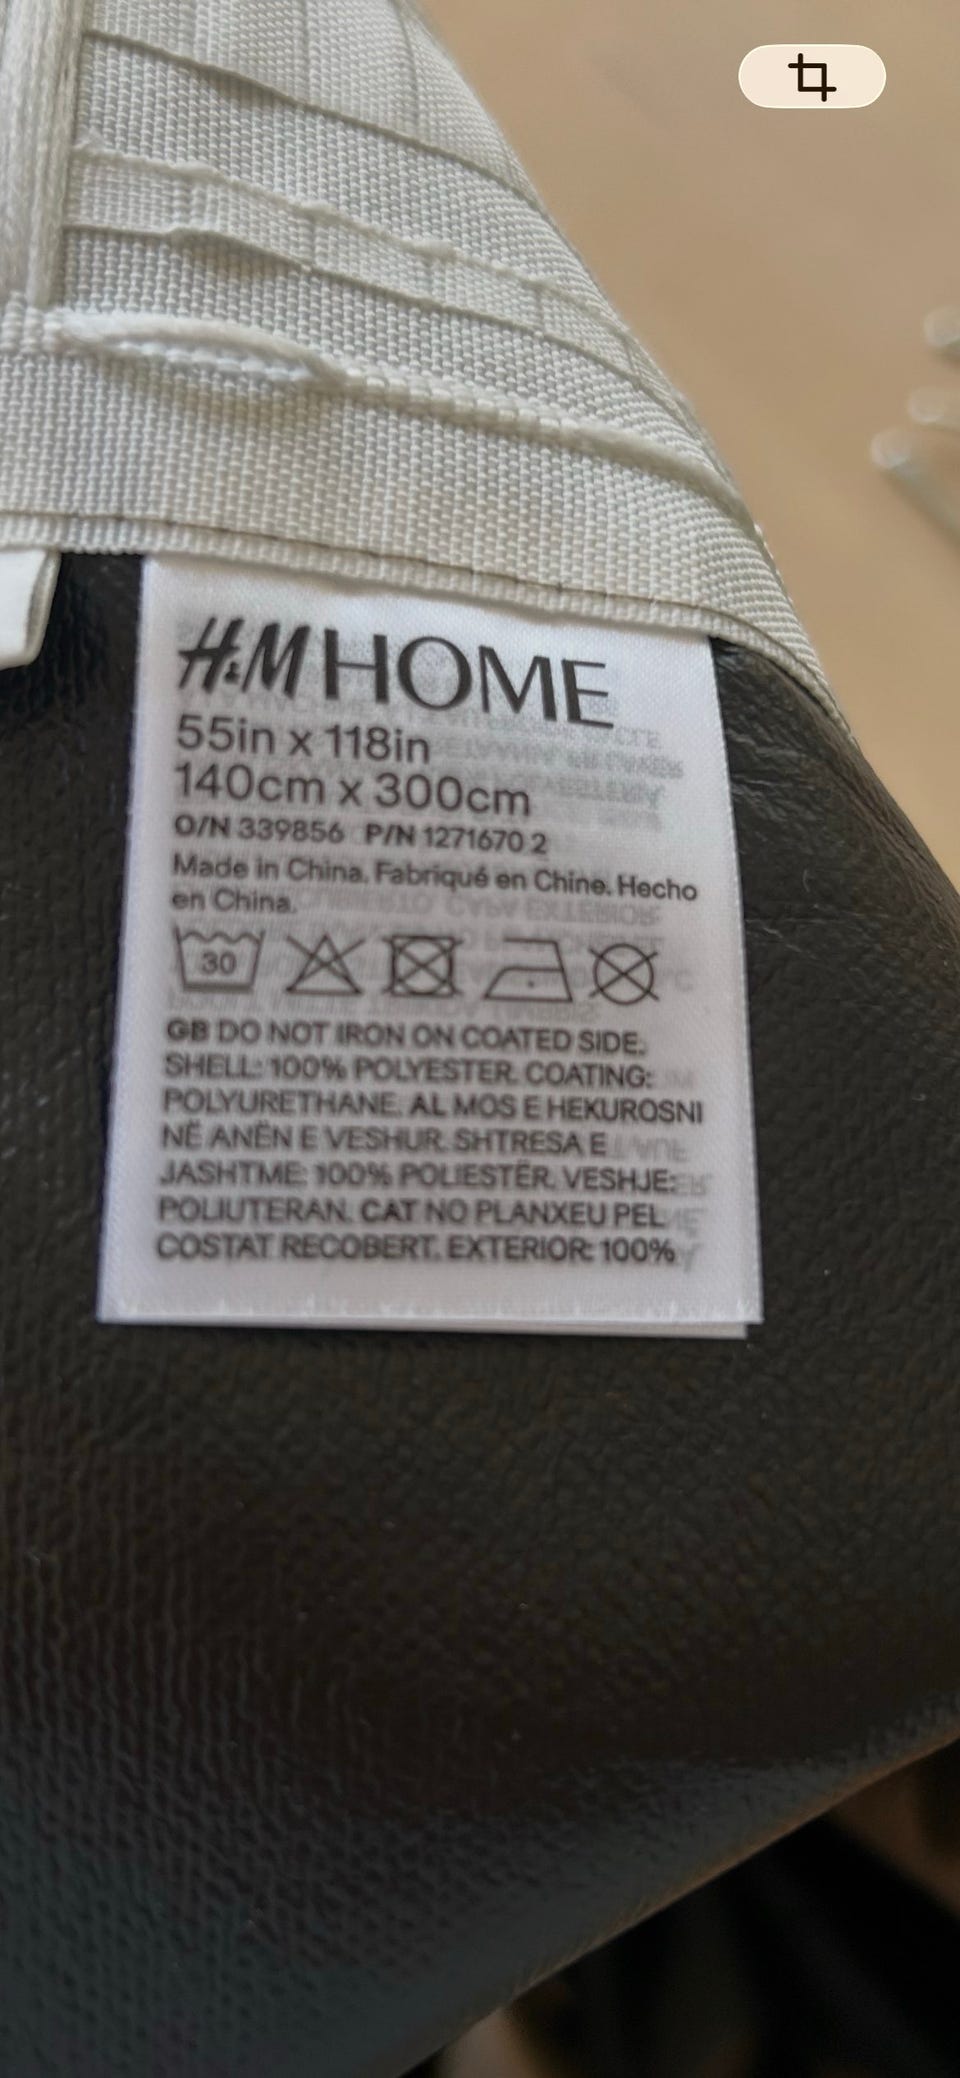 H&M HOME
55in x 118in
140cm x 300cm
O/N 339856 P/N 1271670 2
Made in China. Fabriqué en Chine. Hecho
en China.
30
GB DO NOT IRON ON COATED SIDE.
SHELL: 100% POLYESTER. COATING:
POLYURETHANE. AL MOS E HEKUROSNI
NË ANËN E VESHUR. SHTRESA E
JASHTME: 100% POLIESTËR. VESHJE:
POLIUTERAN. CAT NO PLANXEU PEL
COSTAT RECOBERT. EXTERIOR: 100%